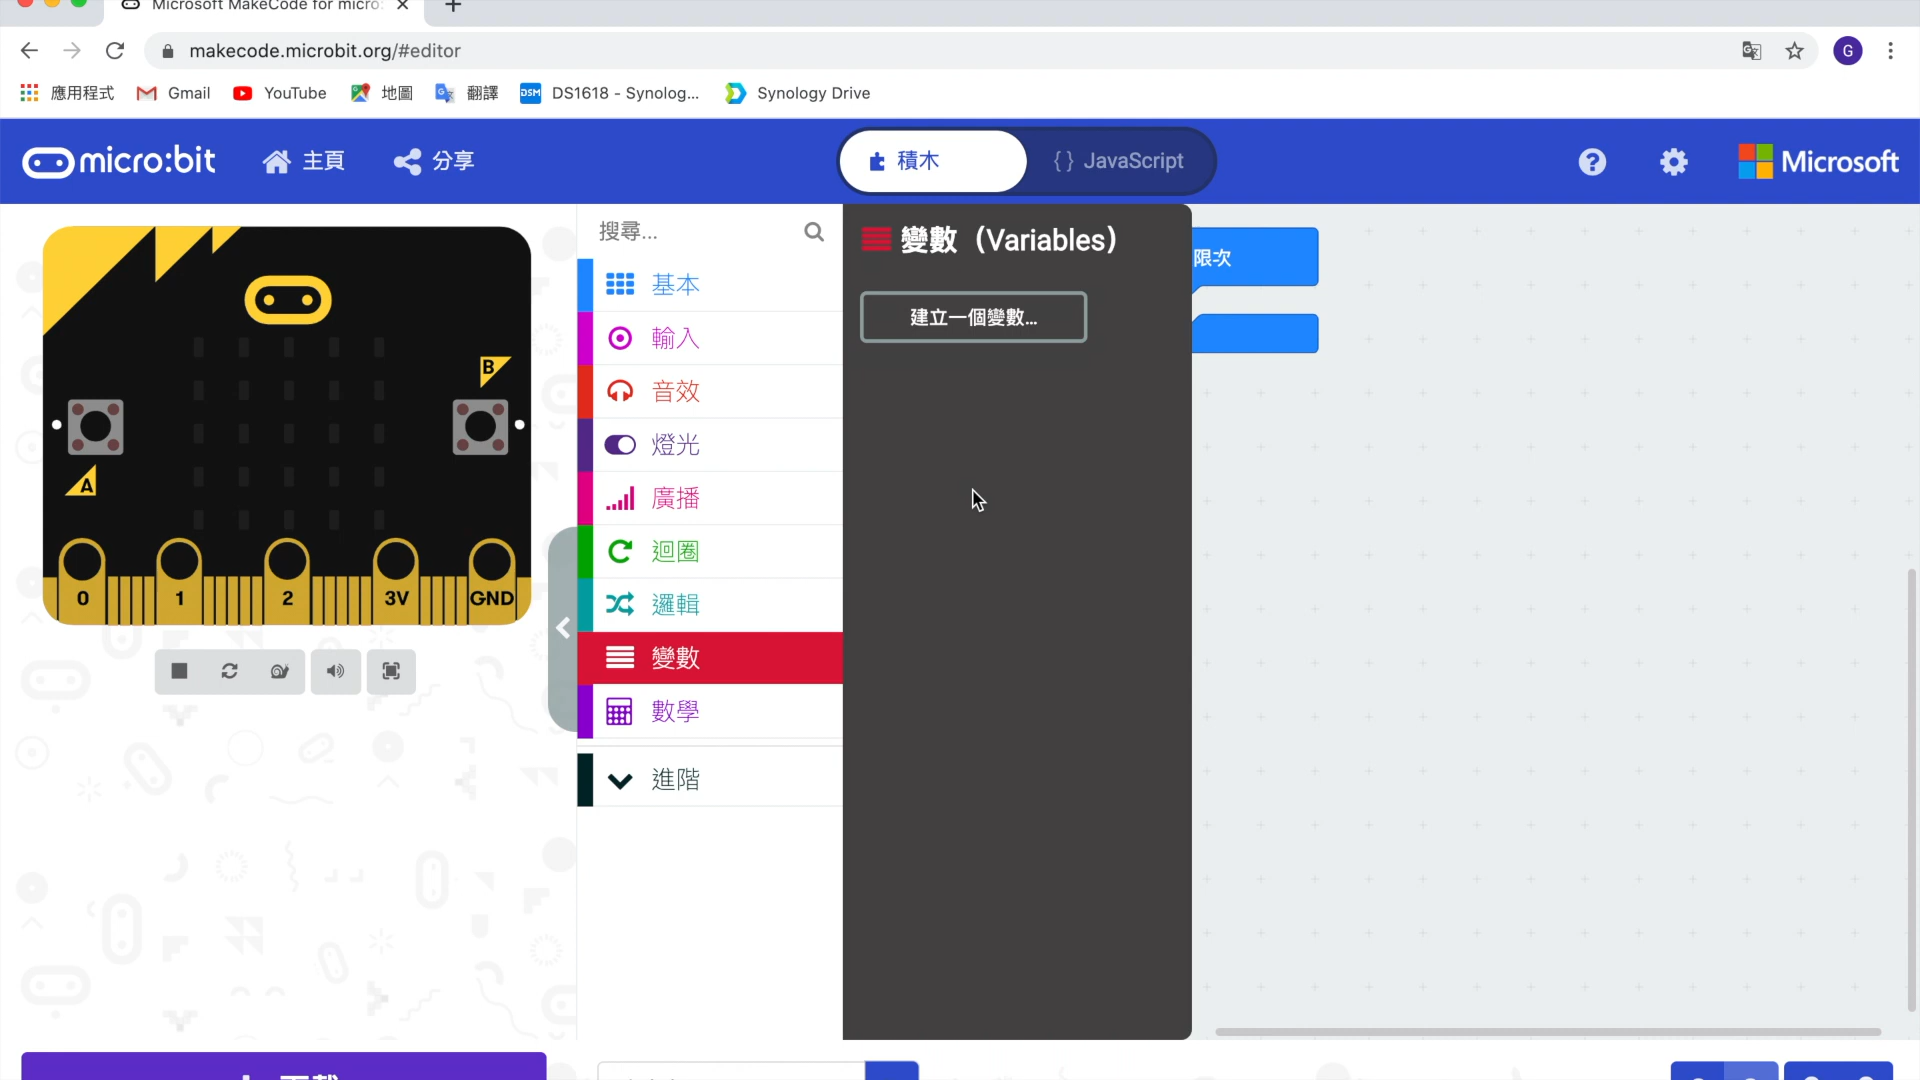 Microsoft MakeCode for micro:
makecode.microbit.org/#editor
G
應用程式
Gmail
YouTube
地圖
翻譯
DS1618 - Synolog...
Synology Drive
micro:bit
主頁
分享
積木
{ } JavaScript
Microsoft
搜尋...
基本
輸入
音效
燈光
廣播
迴圈
邏輯
變數
數學
進階
變數（Variables）
建立一個變數...
限次
B
A
0
1
2
3V
GND
下載